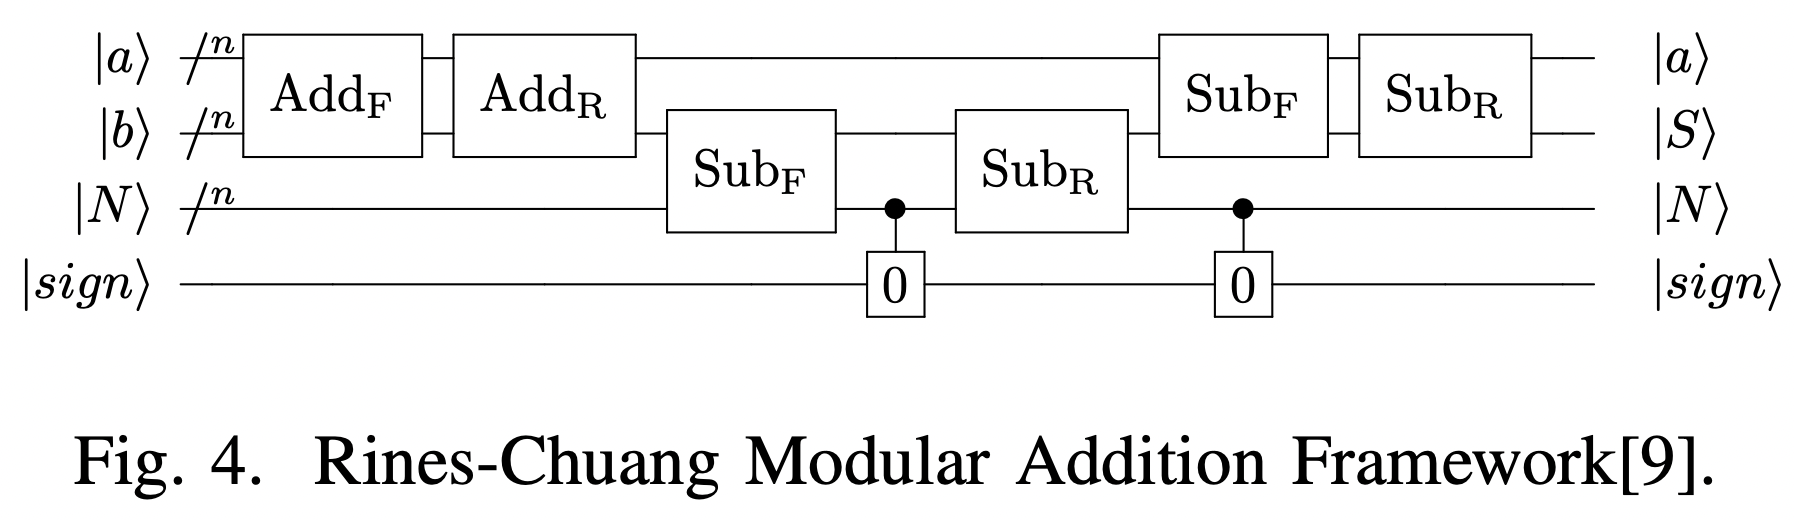 |a⟩ n Add_F Add_R Sub_F Sub_R |a⟩
|b⟩ n |S⟩
|N⟩ n Sub_F Sub_R |N⟩
|sign⟩ 0 0 |sign⟩
Fig. 4. Rines-Chuang Modular Addition Framework[9].